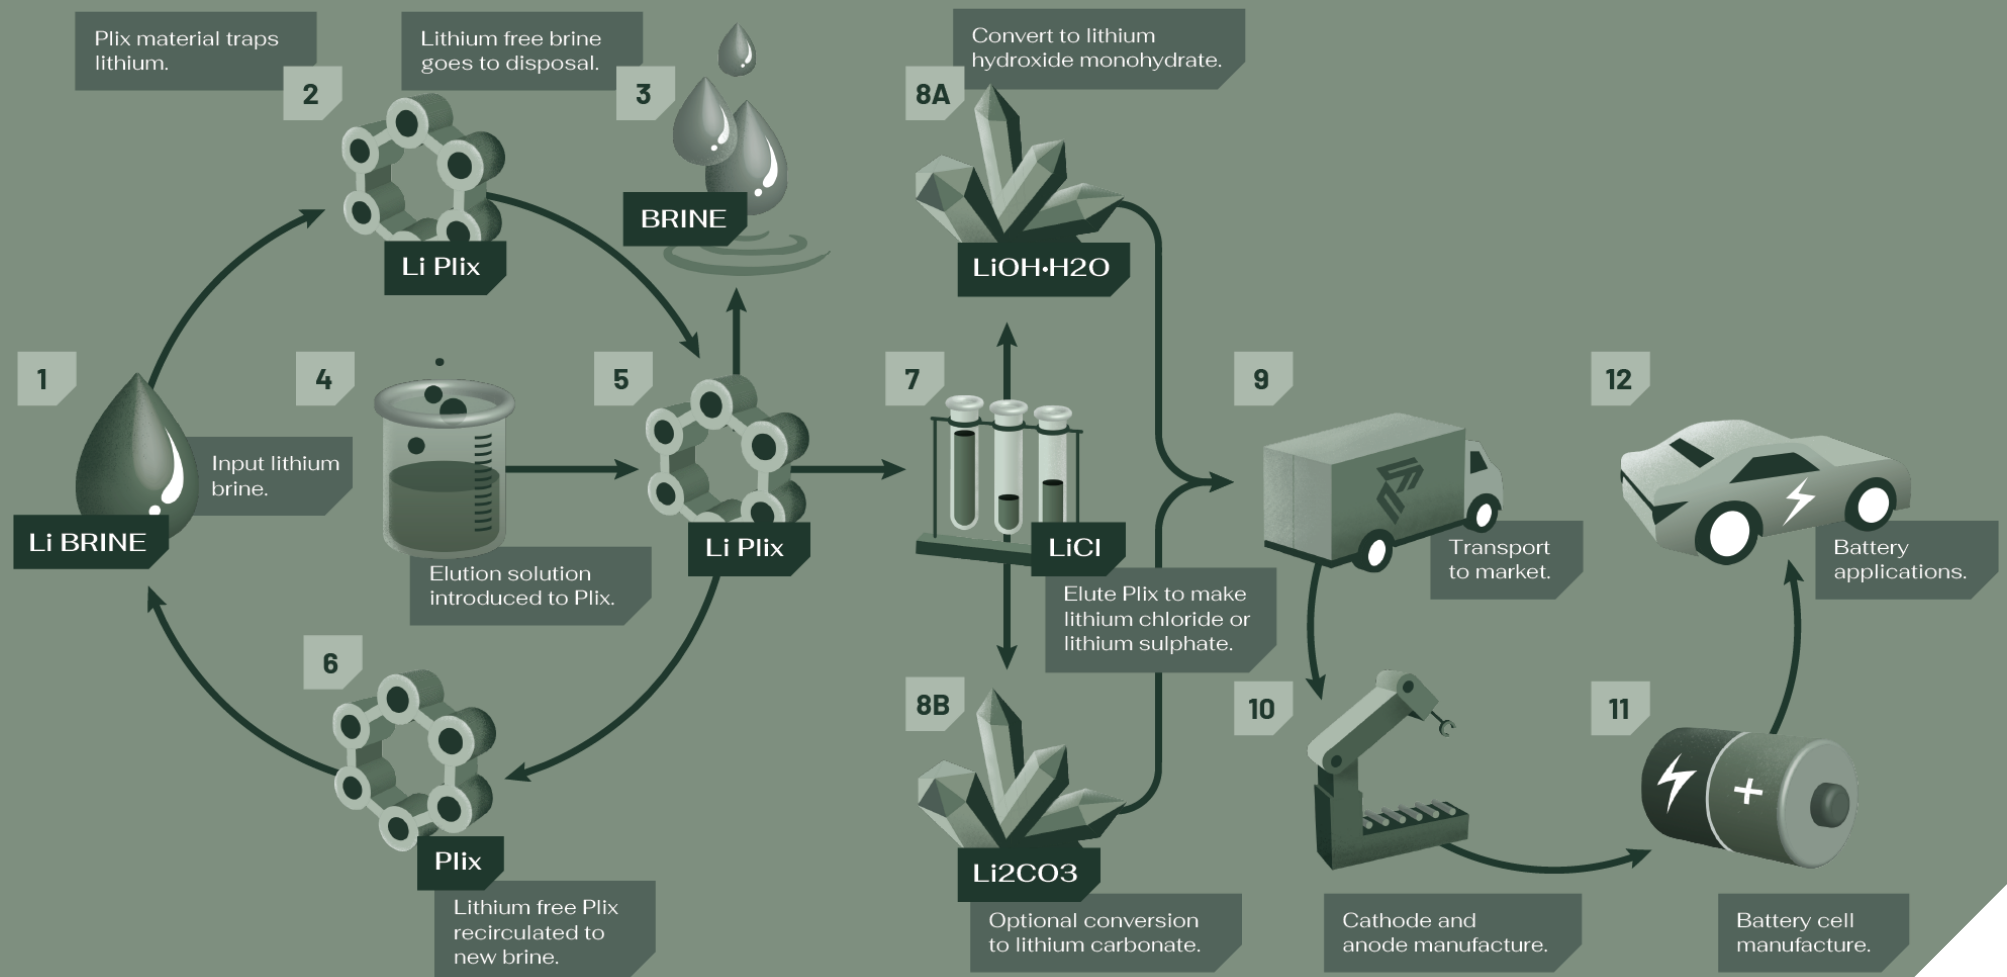 Plix material traps
lithium.
2
Li Plix
Lithium free brine
goes to disposal.
3
BRINE
Convert to lithium
hydroxide monohydrate.
8A
LiOH•H2O
1
Li BRINE
Input lithium
brine.
4
Elution solution
introduced to Plix.
5
Li Plix
6
Plix
Lithium free Plix
recirculated to
new brine.
7
LiCl
Elute Plix to make
lithium chloride or
lithium sulphate.
8B
Li2CO3
Optional conversion
to lithium carbonate.
9
Transport
to market.
10
Cathode and
anode manufacture.
11
+
Battery cell
manufacture.
12
Battery
applications.